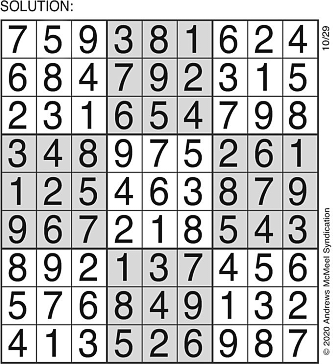 SOLUTION:
7 5 9 3 8 1 6 2 4
6 8 4 7 9 2 3 1 5
2 3 1 6 5 4 7 9 8
3 4 8 9 7 5 2 6 1
1 2 5 4 6 3 8 7 9
9 6 7 2 1 8 5 4 3
8 9 2 1 3 7 4 5 6
5 7 6 8 4 9 1 3 2
4 1 3 5 2 6 9 8 7
10/29
© 2020 Andrews McMeel Syndication